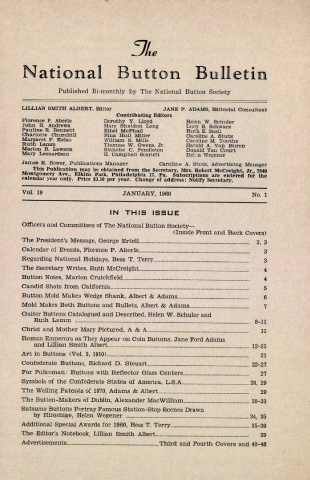 The
National Button Bulletin
Published Bi-monthly by The National Button Society
LILLIAN SMITH ALBERT, Editor JANE F. ADAMS, Editorial Consultant
Contributing Editors
Florence P. Aberle Dorothy T. Lloyd Helen W. Schuler
John H. Andrews Mary Sheldon Long Lucy R. Schwarz
Pauline R. Bennett Ethel McPhail Ruth E. Snell
Charlotte Churchill Nina Hull Miller Caroline A. Stutz
Margaret F. Kelso William S. Mills Caroline M. Tuttle
Ruth Lamm Thomas W. Owens, Jr. Harold A. Van Buren
Marion B. Lawson Blanche C. Pendleton Donald Van Court
Mary Leonardson H. Campbell Scarlett Helen Wegener
James R. Bower, Publications Manager Caroline A. Stutz, Advertising Manager
This Publication may be obtained from the Secretary, Mrs. Robert McCreight, Jr., 7940
Montgomery Ave., Elkins Park, Philadelphia 17, Pa. Subscriptions are entered for the
calendar year only. Price $3.50 per year. Change of address: Notify Secretary.
Vol. 19 JANUARY, 1960 No. 1
IN THIS ISSUE
Officers and Committees of The National Button Society—
(Inside Front and Back Covers)
The President's Message, George Ertell 2, 3
Calendar of Events, Florence P. Aberle 3
Regarding National Holidays, Bess T. Terry 3
The Secretary Writes, Ruth McCreight 4
Button Notes, Marion Crutchfield 4
Candid Shots from California 5
Button Mold Makes Wedge Shank, Albert & Adams 6
Mold Makes Both Buttons and Bullets, Albert & Adams 7
Gaiter Buttons Catalogued and Described, Helen W. Schuler and
Ruth Lamm 8-11
Christ and Mother Mary Pictured, A & A 11
Roman Emperors as They Appear on Coin Buttons, Jane Ford Adams
and Lillian Smith Albert 12-21
Art in Buttons (Vol. 3, 1910) 21
Confederate Buttons, Richard D. Steuart 22-27
For Policeman: Buttons with Reflector Glass Centers 27
Symbols of the Confederate States of America, L.S.A. 28, 29
The Welling Patents of 1870, Adams & Albert 29
The Button-Makers of Dublin, Alexander MacWilliam 30-33
Satsuma Buttons Portray Famous Station-Stop Scenes Drawn
by Hiroshige, Helen Wegener 34, 35
Additional Special Awards for 1960, Bess T. Terry 35-39
The Editor's Notebook, Lillian Smith Albert 39
Advertisements Third and Fourth Covers and 40-48